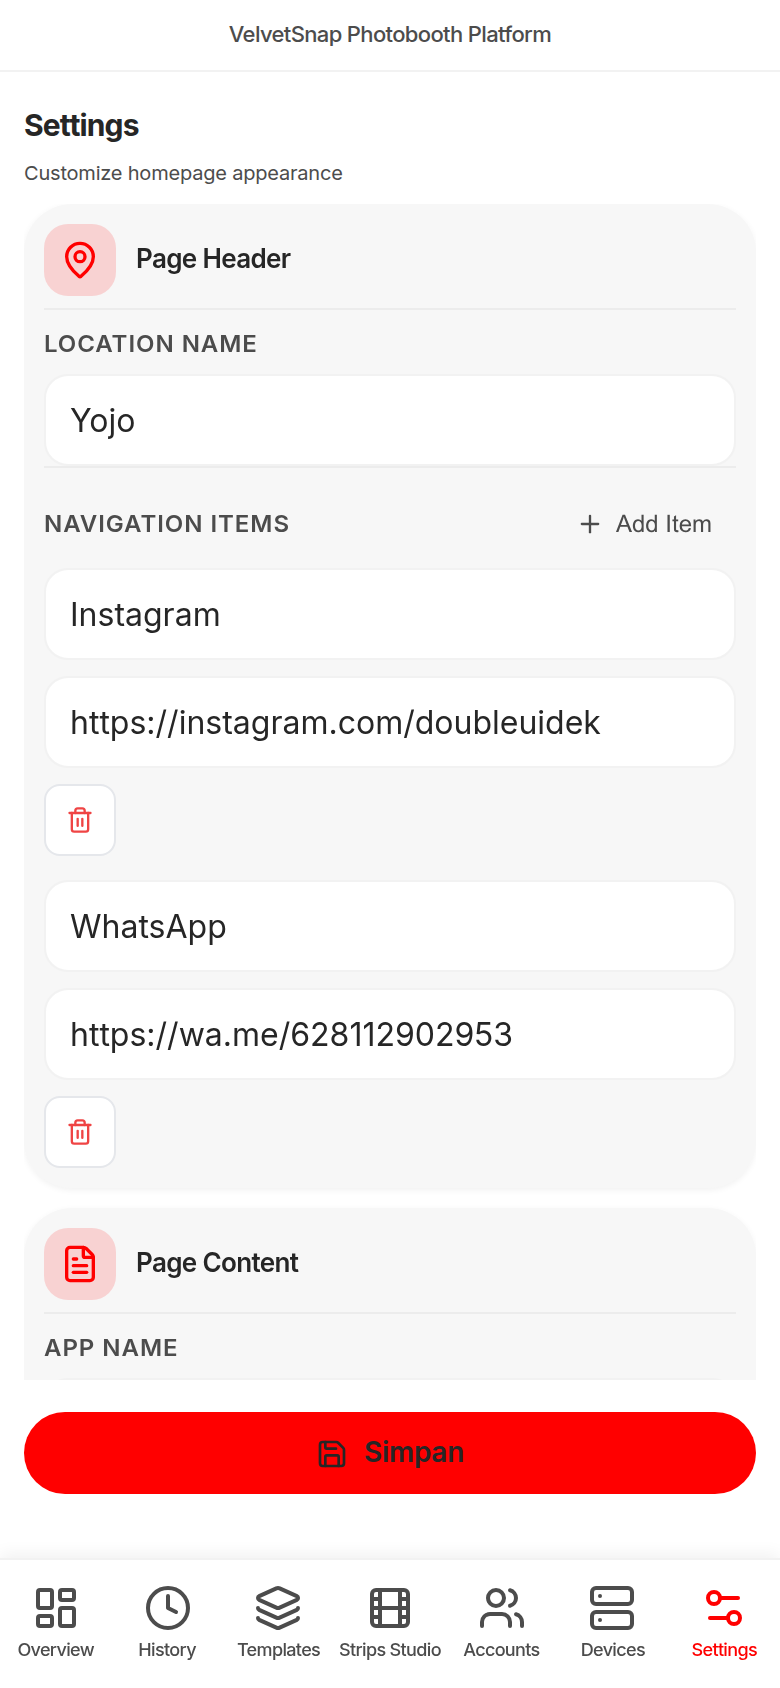 VelvetSnap Photobooth Platform
Settings
Customize homepage appearance
Page Header
LOCATION NAME
Yojo
NAVIGATION ITEMS
Add Item
Instagram
https://instagram.com/doubleuidek
WhatsApp
https://wa.me/628112902953
Page Content
APP NAME
Simpan
Overview
History
Templates
Strips Studio
Accounts
Devices
Settings